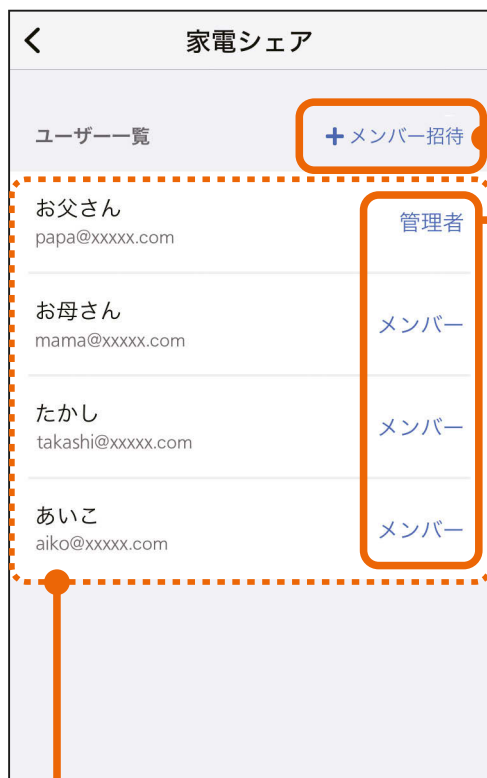 家電シェア
ユーザー一覧
+メンバー招待
お父さん
管理者
papa@xxxxx.com
お母さん
メンバー
mama@xxxxx.com
たかし
メンバー
takashi@xxxxx.com
あいこ
メンバー
aiko@xxxxx.com